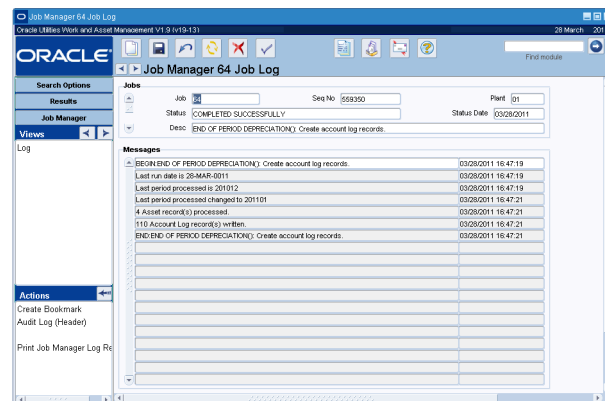 Job Manager 64 Job Log
Oracle Utilities Work and Asset Management V1.9 (v19-13)
28 March 201
ORACLE
Job Manager 64 Job Log
Find module
Search Options
Results
Job Manager
Views
Log
Jobs
Job 64
Seq No 559350
Plant 01
Status COMPLETED SUCCESSFULLY
Status Date 03/28/2011
Desc END OF PERIOD DEPRECIATION(): Create account log records.
Messages
BEGIN:END OF PERIOD DEPRECIATION(): Create account log records. 03/28/2011 16:47:19
Last run date is 28-MAR-0011 03/28/2011 16:47:19
Last period processed is 201012 03/28/2011 16:47:19
Last period processed changed to 201101 03/28/2011 16:47:21
4 Asset record(s) processed. 03/28/2011 16:47:21
110 Account Log record(s) written. 03/28/2011 16:47:21
END:END OF PERIOD DEPRECIATION(): Create account log records. 03/28/2011 16:47:21
Actions
Create Bookmark
Audit Log (Header)
Print Job Manager Log Re